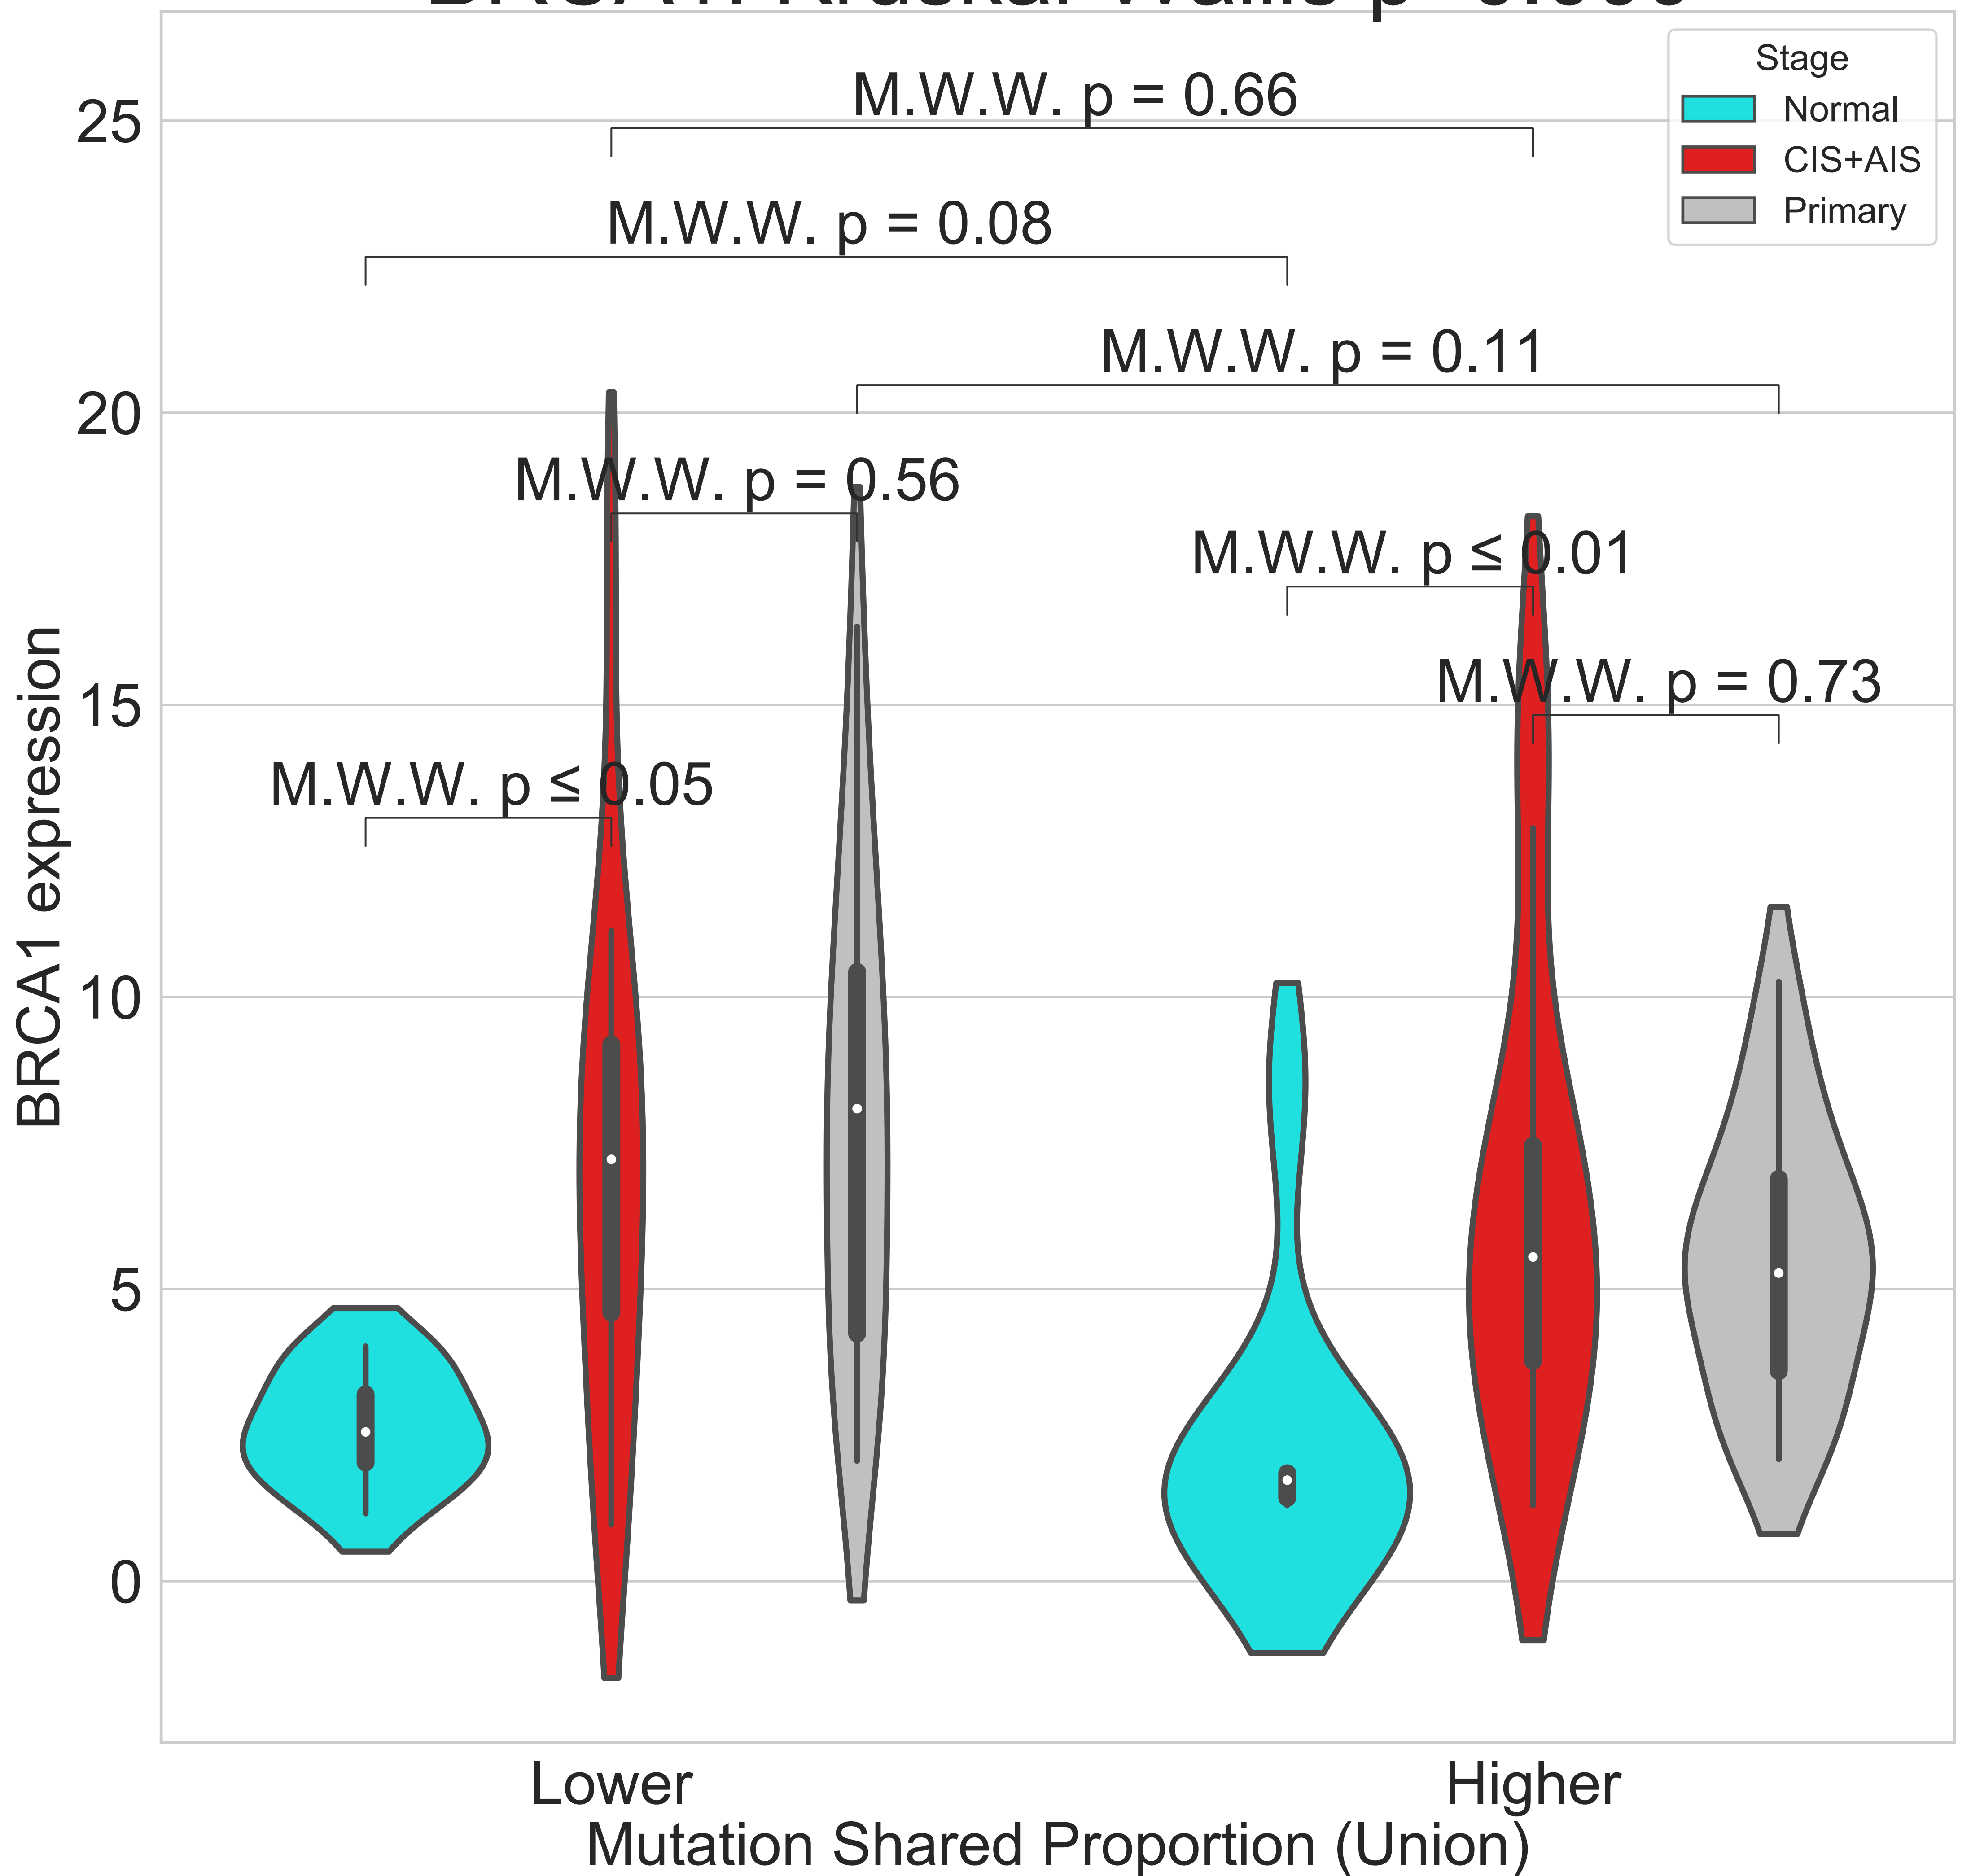 Stage
Normal
CIS+AIS
Primary
M.W.W. p = 0.66
M.W.W. p = 0.08
M.W.W. p = 0.11
M.W.W. p = 0.56
M.W.W. p ≤ 0.01
M.W.W. p = 0.73
M.W.W. p ≤ 0.05
25
20
15
10
5
0
BRCA1 expression
Lower
Higher
Mutation Shared Proportion (Union)